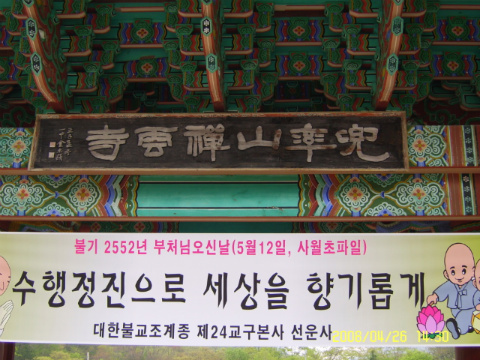 兜率山禪雲寺
불기 2552년 부처님오신날(5월12일, 사월초파일)
수행정진으로 세상을 향기롭게
대한불교조계종 제24교구본사 선운사
2008/04/26